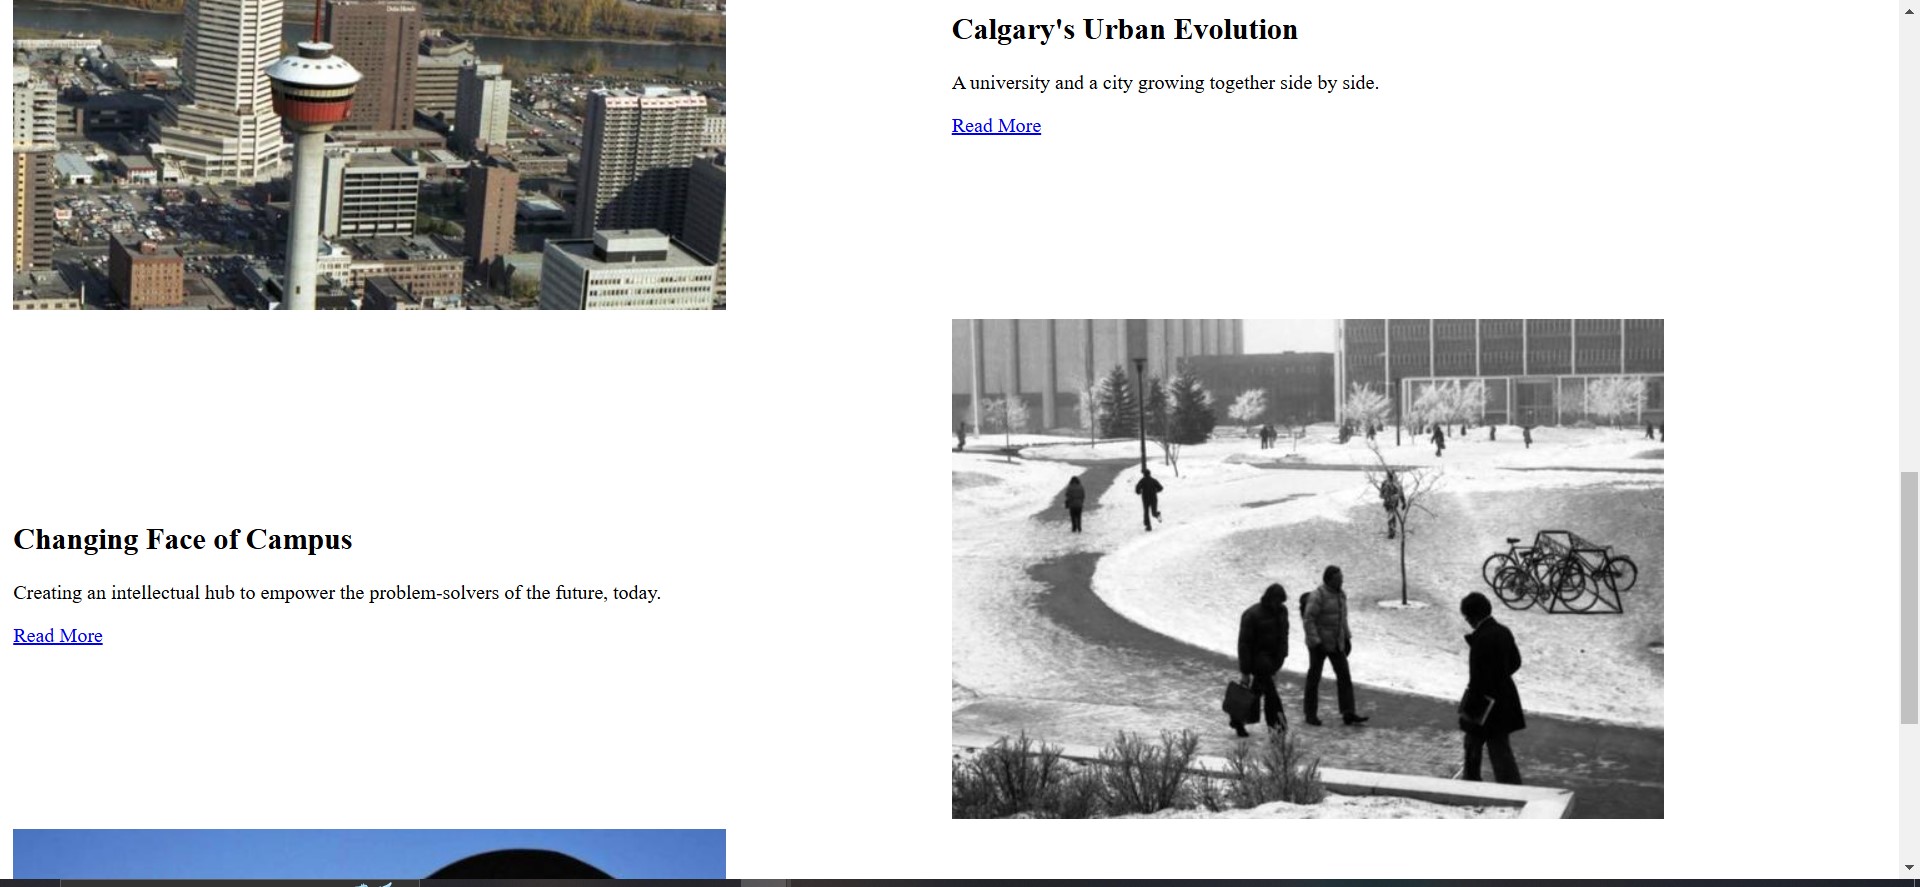 Calgary's Urban Evolution
A university and a city growing together side by side.
Read More
Changing Face of Campus
Creating an intellectual hub to empower the problem-solvers of the future, today.
Read More